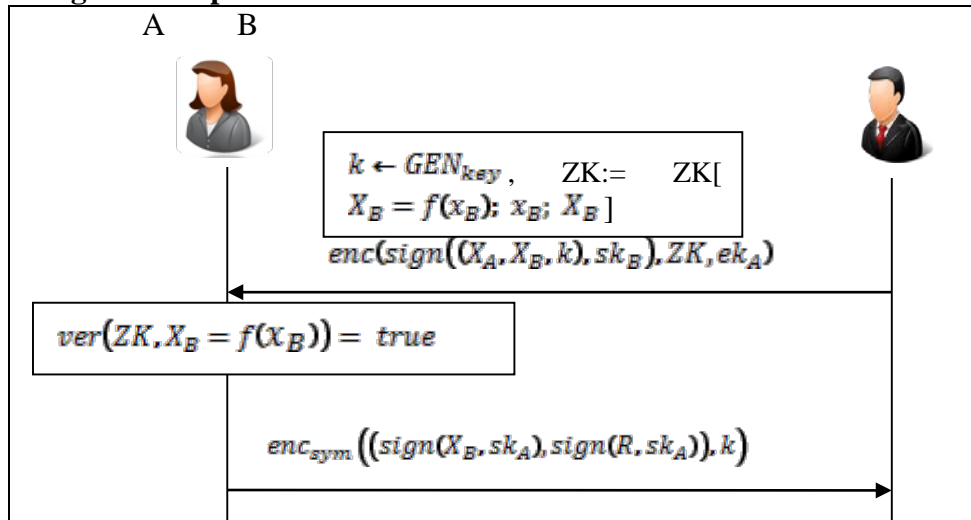 A B
k ← GEN_key , ZK:= ZK[
X_B = f(x_B); x_B; X_B ]
enc(sign((X_A, X_B, k), sk_B), ZK, ek_A)
ver(ZK, X_B = f(x_B)) = true
enc_sym((sign(X_B, sk_A), sign(R, sk_A)), k)